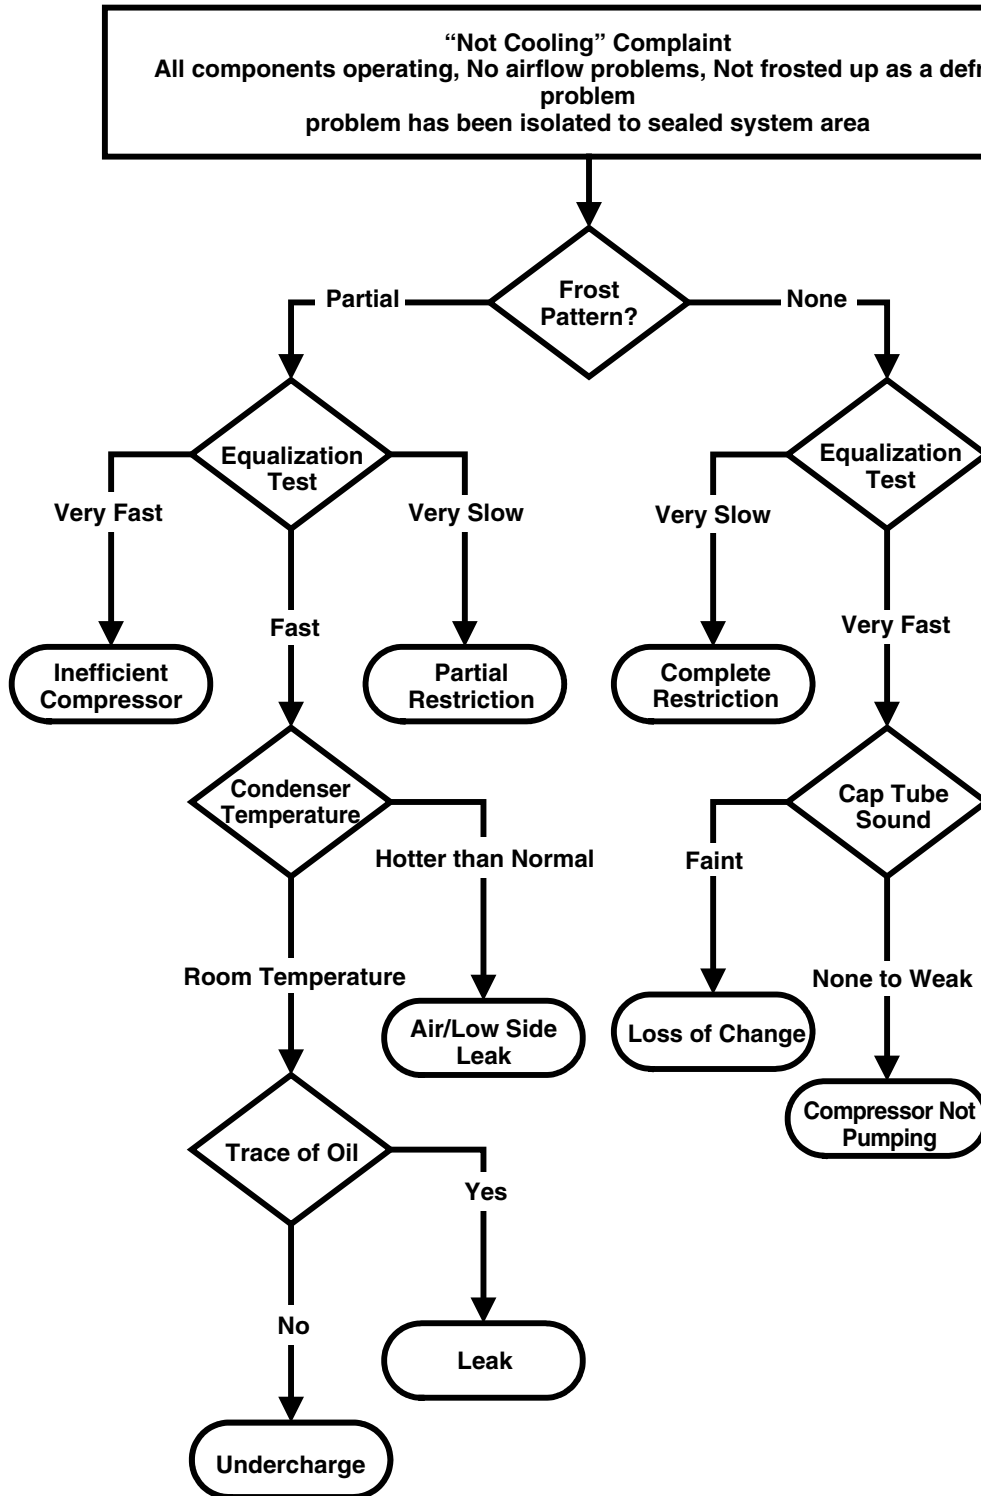 “Not Cooling” Complaint
All components operating, No airflow problems, Not frosted up as a
problem
problem has been isolated to sealed system area
Frost
Pattern?
Partial
None
Equalization
Test
Equalization
Test
Very Fast
Very Slow
Very Slow
Fast
Very Fast
Inefficient
Compressor
Partial
Restriction
Complete
Restriction
Condenser
Temperature
Cap Tube
Sound
Hotter than Normal
Faint
Room Temperature
None to Weak
Air/Low Side
Leak
Loss of Change
Compressor Not
Pumping
Trace of Oil
Yes
No
Leak
Undercharge